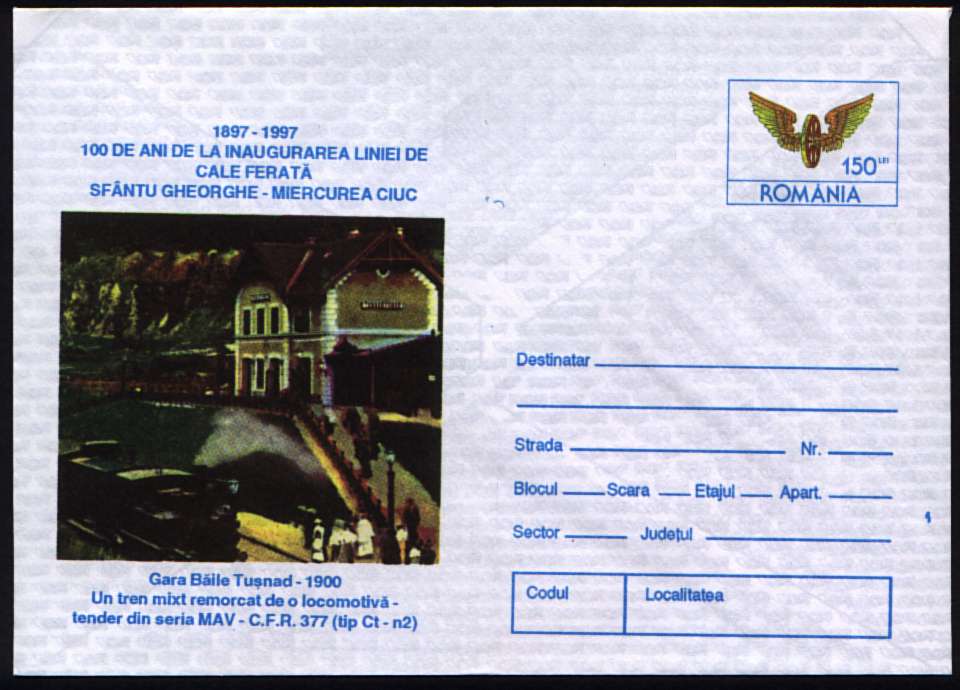 1897 - 1997
100 DE ANI DE LA INAUGURAREA LINIEI DE
CALE FERATĂ
SFÂNTU GHEORGHE - MIERCUREA CIUC
150 LEI
ROMÂNIA
Destinatar
Strada Nr.
Blocul Scara Etajul Apart.
Sector Județul
Codul Localitatea
Gara Băile Tușnad - 1900
Un tren mixt remorcat de o locomotivă -
tender din seria MAV - C.F.R. 377 (tip Ct - n2)